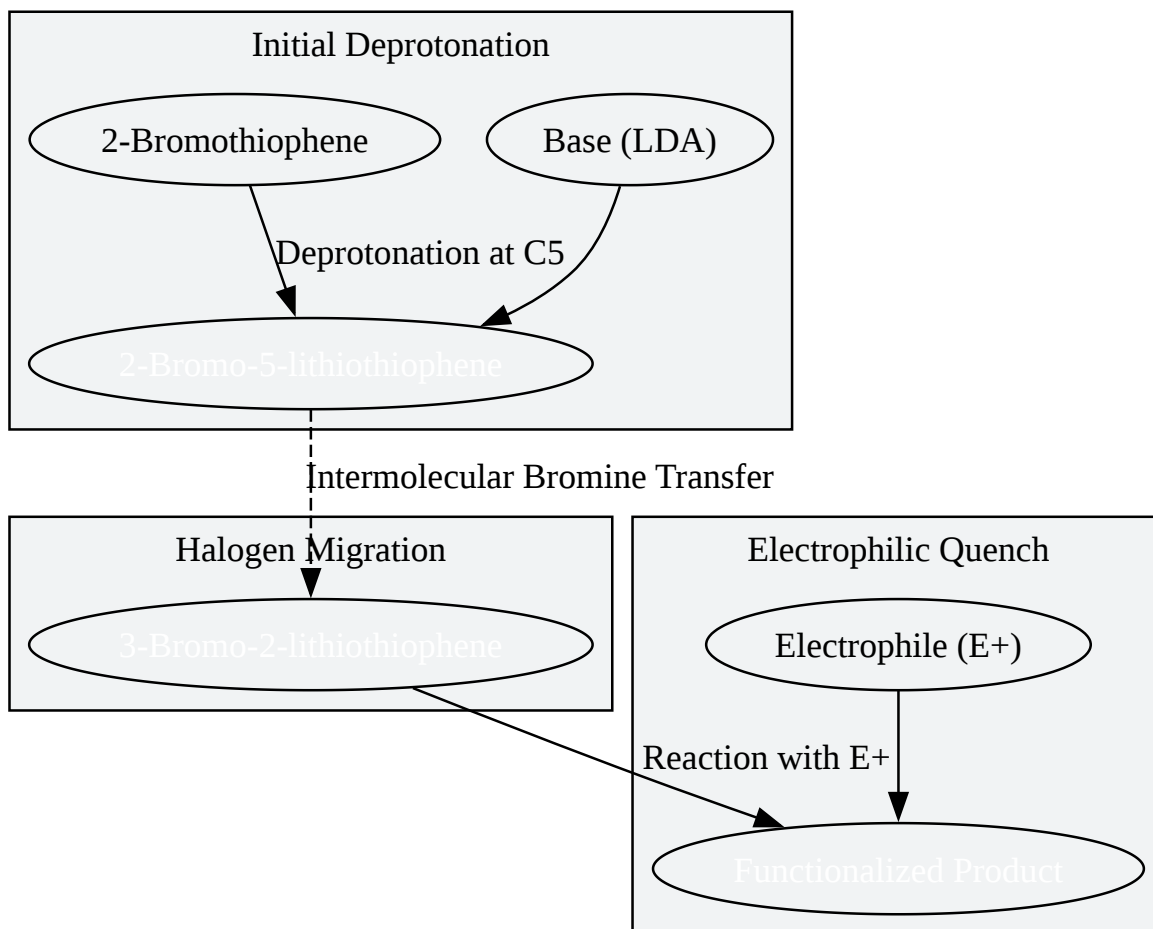 Initial Deprotonation
2-Bromothiophene
Base (LDA)
Deprotonation at C5
2-Bromo-5-lithiothiophene
Intermolecular Bromine Transfer
Halogen Migration
3-Bromo-2-lithiothiophene
Electrophilic Quench
Electrophile (E+)
Reaction with E+
Functionalized Product